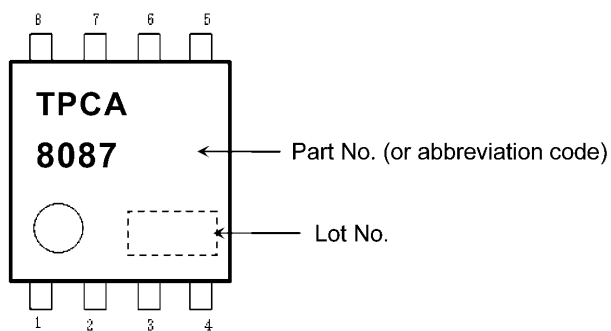 8 7 6 5
TPCA
8087
Part No. (or abbreviation code)
Lot No.
1 2 3 4